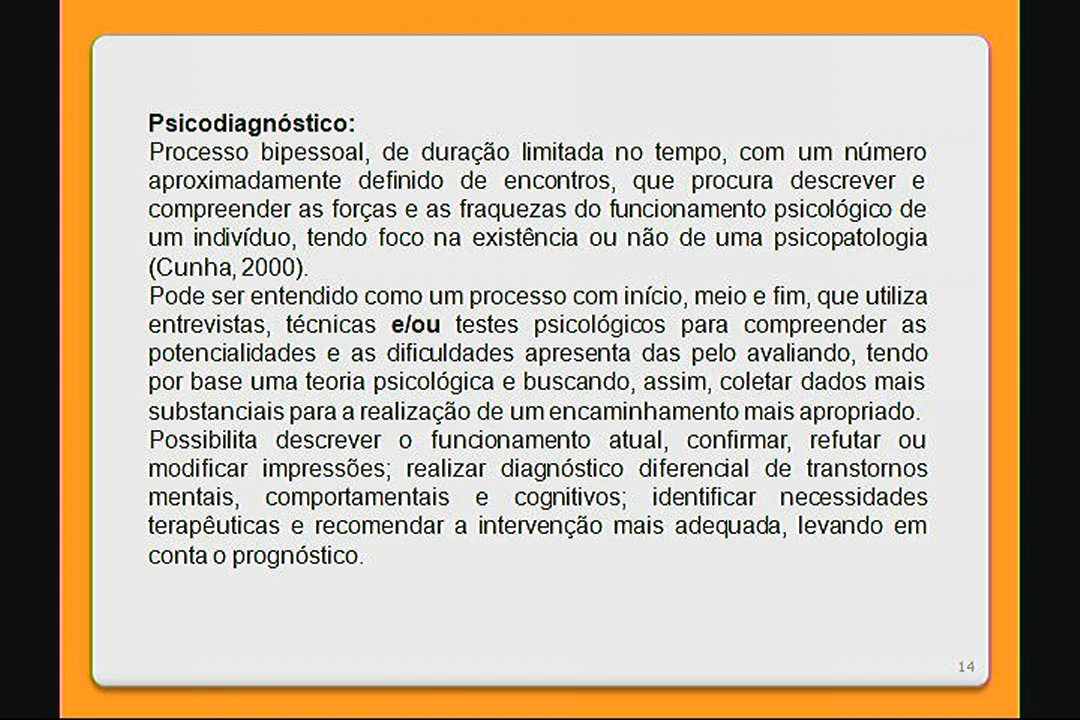 Psicodiagnóstico:
Processo bipessoal, de duração limitada no tempo, com um número
aproximadamente definido de encontros, que procura descrever e
compreender as forças e as fraquezas do funcionamento psicológico de
um indivíduo, tendo foco na existência ou não de uma psicopatologia
(Cunha, 2000).
Pode ser entendido como um processo com início, meio e fim, que utiliza
entrevistas, técnicas e/ou testes psicológicos para compreender as
potencialidades e as dificuldades apresenta das pelo avaliando, tendo
por base uma teoria psicológica e buscando, assim, coletar dados mais
substanciais para a realização de um encaminhamento mais apropriado.
Possibilita descrever o funcionamento atual, confirmar, refutar ou
modificar impressões; realizar diagnóstico diferencial de transtornos
mentais, comportamentais e cognitivos; identificar necessidades
terapêuticas e recomendar a intervenção mais adequada, levando em
conta o prognóstico.
14